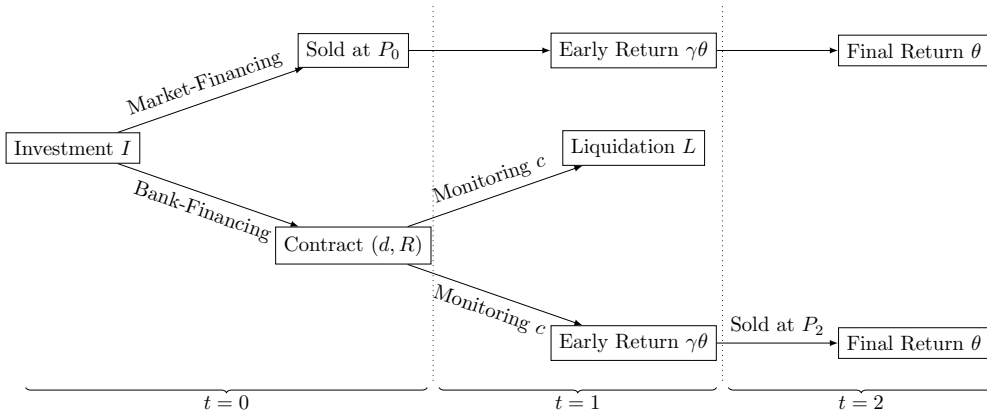 Sold at P₀
Early Return γθ
Final Return θ
Market-Financing
Investment I
Liquidation L
Monitoring c
Bank-Financing
Contract (d, R)
Monitoring c
Sold at P₂
Early Return γθ
Final Return θ
t = 0
t = 1
t = 2